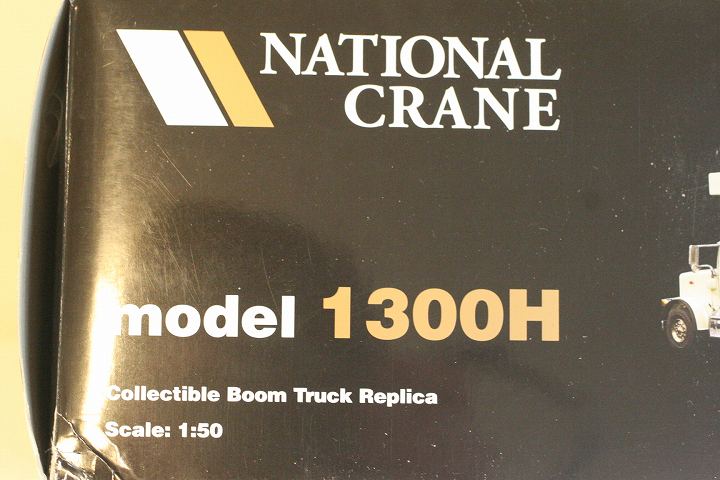 NATIONAL
CRANE
model 1300H
Collectible Boom Truck Replica
Scale: 1:50